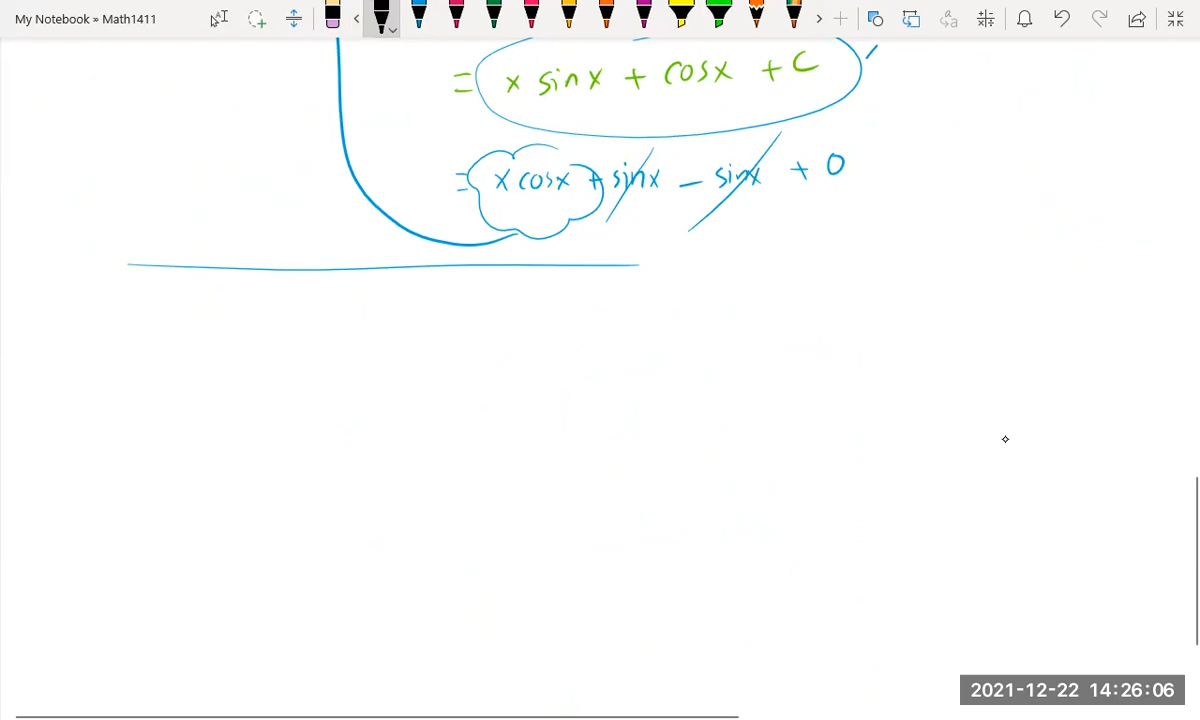 My Notebook » Math1411
= x sinx + cosx + C
= x cosx + sinx - sinx + 0
2021-12-22 14:26:06